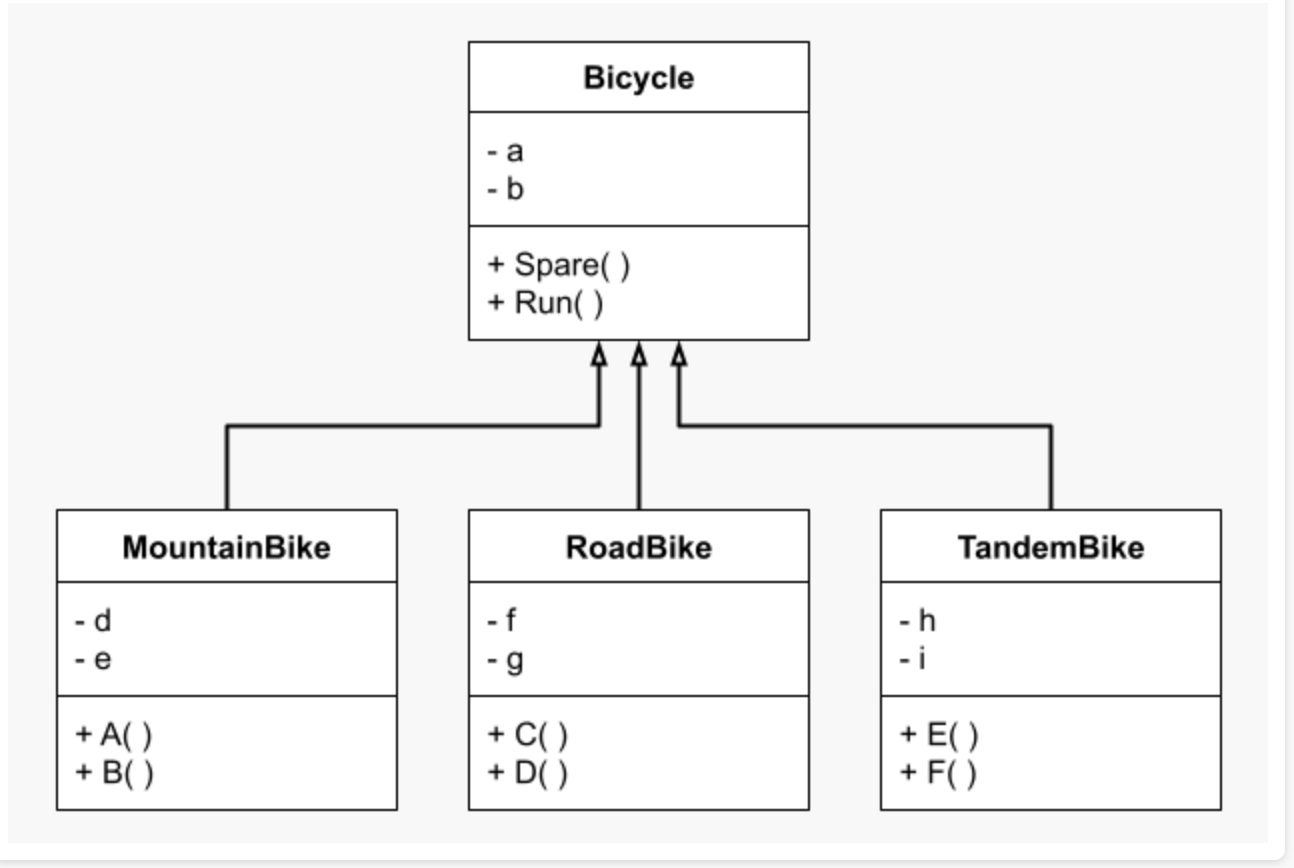 Bicycle
- a
- b
+ Spare( )
+ Run( )
MountainBike
- d
- e
+ A( )
+ B( )
RoadBike
- f
- g
+ C( )
+ D( )
TandemBike
- h
- i
+ E( )
+ F( )